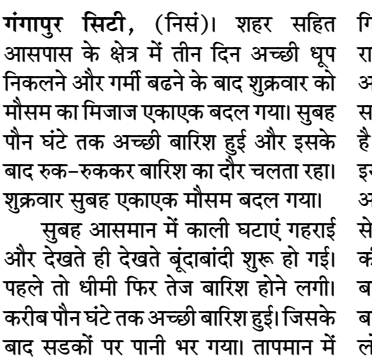 गंगापुर सिटी, (निसं)। शहर सहित
आसपास के क्षेत्र में तीन दिन अच्छी धूप
निकलने और गर्मी बढने के बाद शुक्रवार को
मौसम का मिजाज एकाएक बदल गया। सुबह
पौन घंटे तक अच्छी बारिश हुई और इसके
बाद रुक-रुककर बारिश का दौर चलता रहा।
शुक्रवार सुबह एकाएक मौसम बदल गया।
सुबह आसमान में काली घटाएं गहराई
और देखते ही देखते बूंदाबांदी शुरू हो गई।
पहले तो धीमी फिर तेज बारिश होने लगी।
करीब पौन घंटे तक अच्छी बारिश हुई। जिसके
बाद सडकों पर पानी भर गया। तापमान में